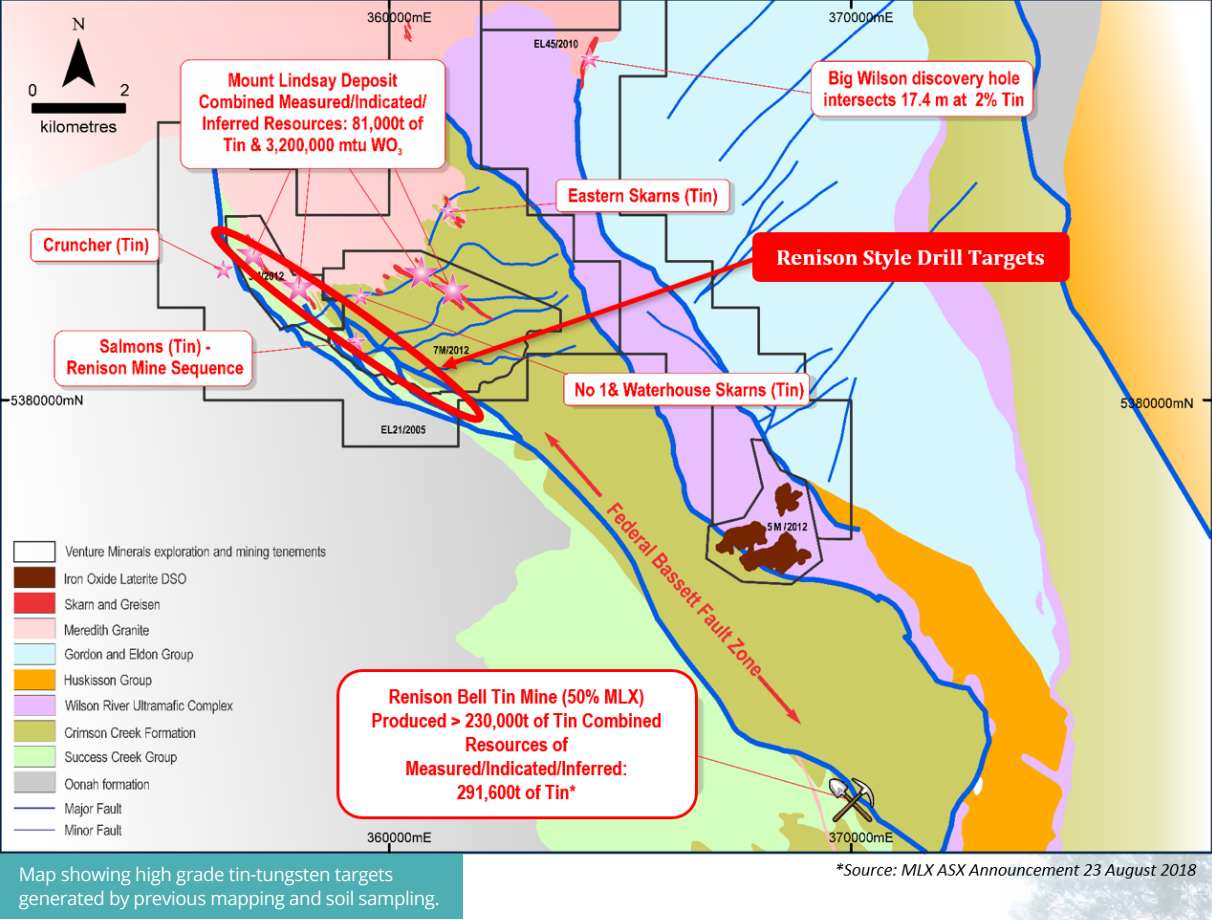 360000mE
370000mE
N
0 2
kilometres
EL45/2010
Mount Lindsay Deposit
Combined Measured/Indicated/
Inferred Resources: 81,000t of
Tin & 3,200,000 mtu WO₃
Big Wilson discovery hole
intersects 17.4 m at 2% Tin
Eastern Skarns (Tin)
Cruncher (Tin)
Renison Style Drill Targets
M/2012
Salmons (Tin) -
Renison Mine Sequence
7M/2012
No 1& Waterhouse Skarns (Tin)
5380000mN
5380000mN
EL21/2005
5M/2012
Federal Bassett Fault Zone
Venture Minerals exploration and mining tenements
Iron Oxide Laterite DSO
Skarn and Greisen
Meredith Granite
Gordon and Eldon Group
Huskisson Group
Wilson River Ultramafic Complex
Crimson Creek Formation
Success Creek Group
Oonah formation
Major Fault
Minor Fault
Renison Bell Tin Mine (50% MLX)
Produced > 230,000t of Tin Combined
Resources of
Measured/Indicated/Inferred:
291,600t of Tin*
360000mE
370000mE
Map showing high grade tin-tungsten targets
generated by previous mapping and soil sampling.
*Source: MLX ASX Announcement 23 August 2018